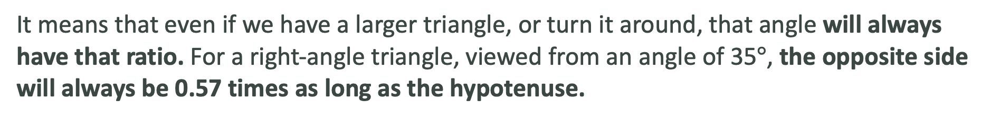 It means that even if we have a larger triangle, or turn it around, that angle will always
have that ratio. For a right-angle triangle, viewed from an angle of 35°, the opposite side
will always be 0.57 times as long as the hypotenuse.